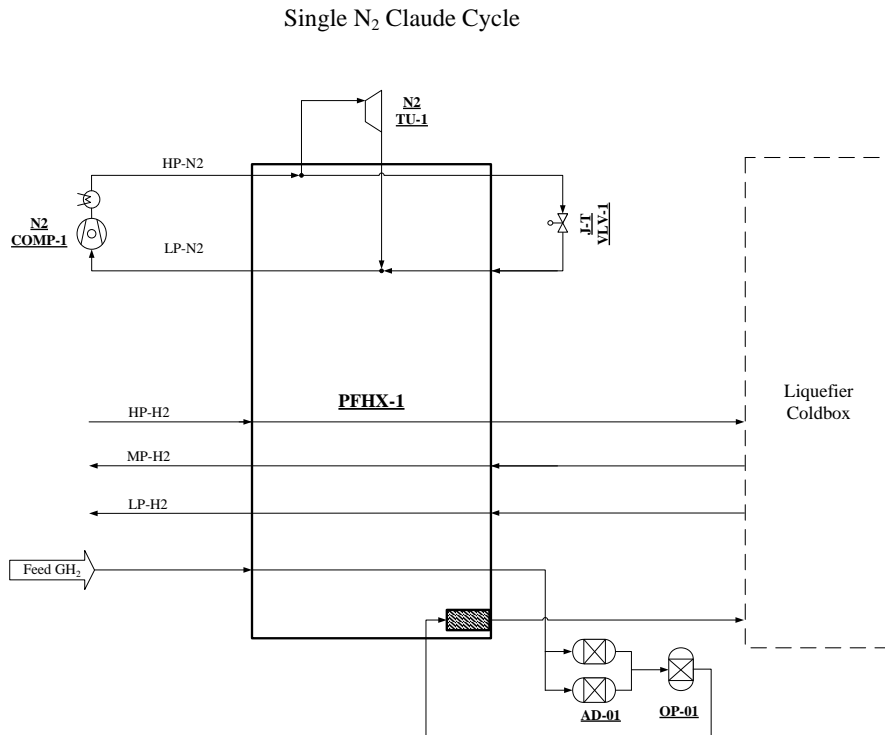 Single N₂ Claude Cycle
N2
TU-1
HP-N2
N2
COMP-1
J-T
VLV-1
LP-N2
PFHX-1
Liquefier
Coldbox
HP-H2
MP-H2
LP-H2
Feed GH₂
AD-01
OP-01